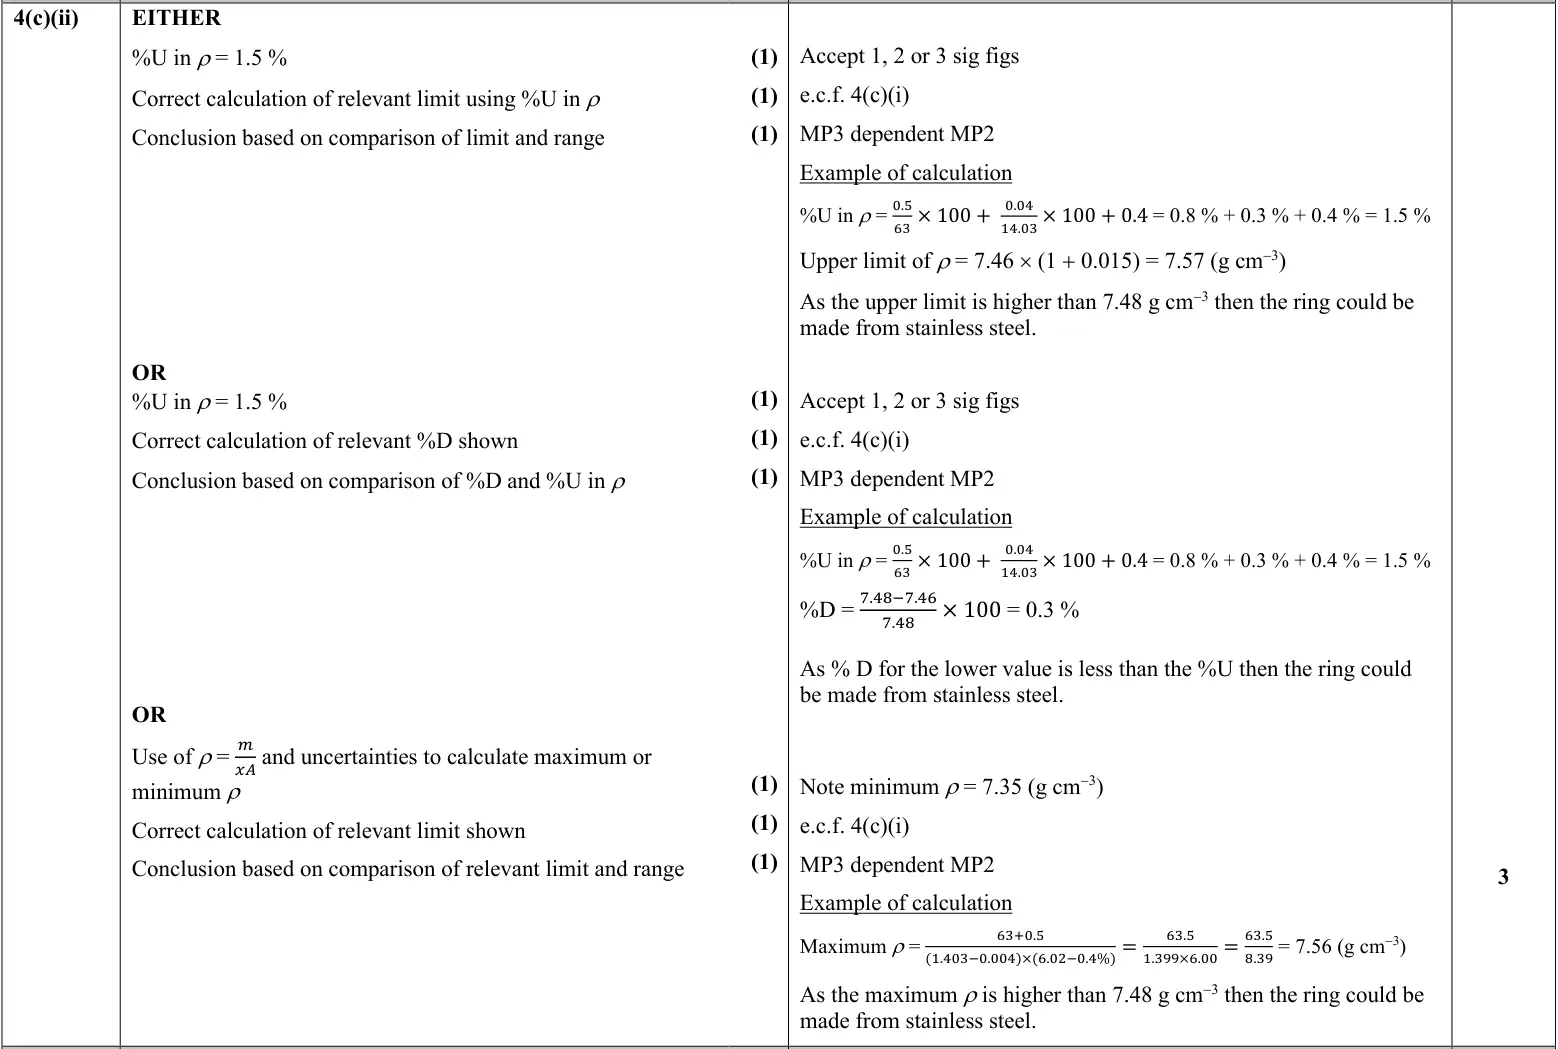 4(c)(ii)
EITHER
%U in ρ = 1.5 % (1) Accept 1, 2 or 3 sig figs
Correct calculation of relevant limit using %U in ρ (1) e.c.f. 4(c)(i)
Conclusion based on comparison of limit and range (1) MP3 dependent MP2
Example of calculation
%U in ρ = 0.5/63 × 100 + 0.04/14.03 × 100 + 0.4 = 0.8 % + 0.3 % + 0.4 % = 1.5 %
Upper limit of ρ = 7.46 × (1 + 0.015) = 7.57 (g cm⁻³)
As the upper limit is higher than 7.48 g cm⁻³ then the ring could be
made from stainless steel.
OR
%U in ρ = 1.5 % (1) Accept 1, 2 or 3 sig figs
Correct calculation of relevant %D shown (1) e.c.f. 4(c)(i)
Conclusion based on comparison of %D and %U in ρ (1) MP3 dependent MP2
Example of calculation
%U in ρ = 0.5/63 × 100 + 0.04/14.03 × 100 + 0.4 = 0.8 % + 0.3 % + 0.4 % = 1.5 %
%D = 7.48−7.46/7.48 × 100 = 0.3 %
As % D for the lower value is less than the %U then the ring could
be made from stainless steel.
OR
Use of ρ = m/xA and uncertainties to calculate maximum or
minimum ρ (1) Note minimum ρ = 7.35 (g cm⁻³)
Correct calculation of relevant limit shown (1) e.c.f. 4(c)(i)
Conclusion based on comparison of relevant limit and range (1) MP3 dependent MP2
3
Example of calculation
Maximum ρ = 63+0.5/(1.403−0.004)×(6.02−0.4%) = 63.5/1.399×6.00 = 63.5/8.39 = 7.56 (g cm⁻³)
As the maximum ρ is higher than 7.48 g cm⁻³ then the ring could be
made from stainless steel.